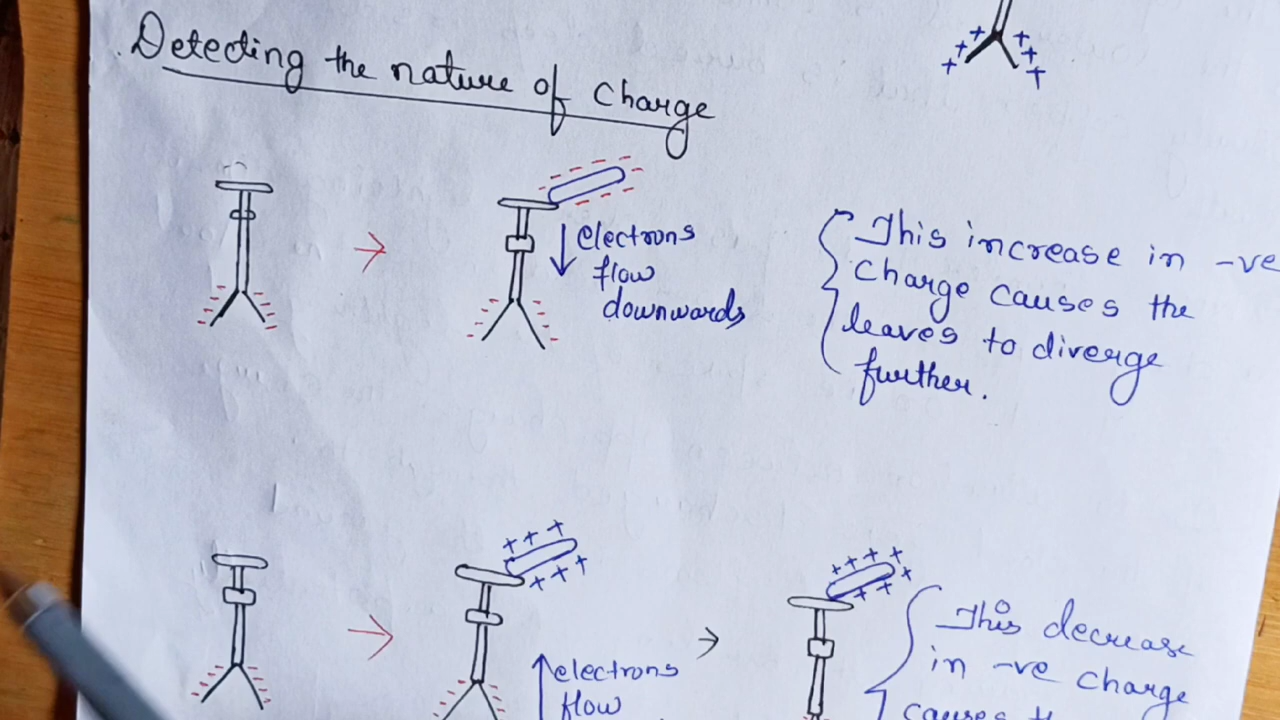 Detecting the nature of charge
electrons
flow
downwards
This increase in -ve
Charge causes the
leaves to diverge
further.
electrons
flow
This decrease
in -ve charge
causes